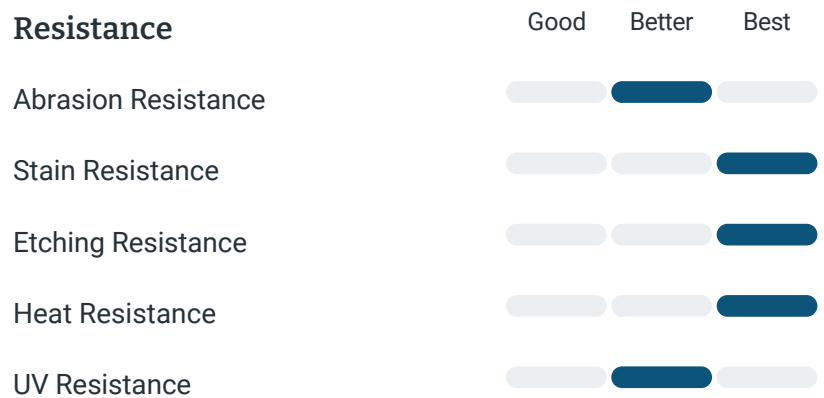 Resistance Good Better Best
Abrasion Resistance
Stain Resistance
Etching Resistance
Heat Resistance
UV Resistance